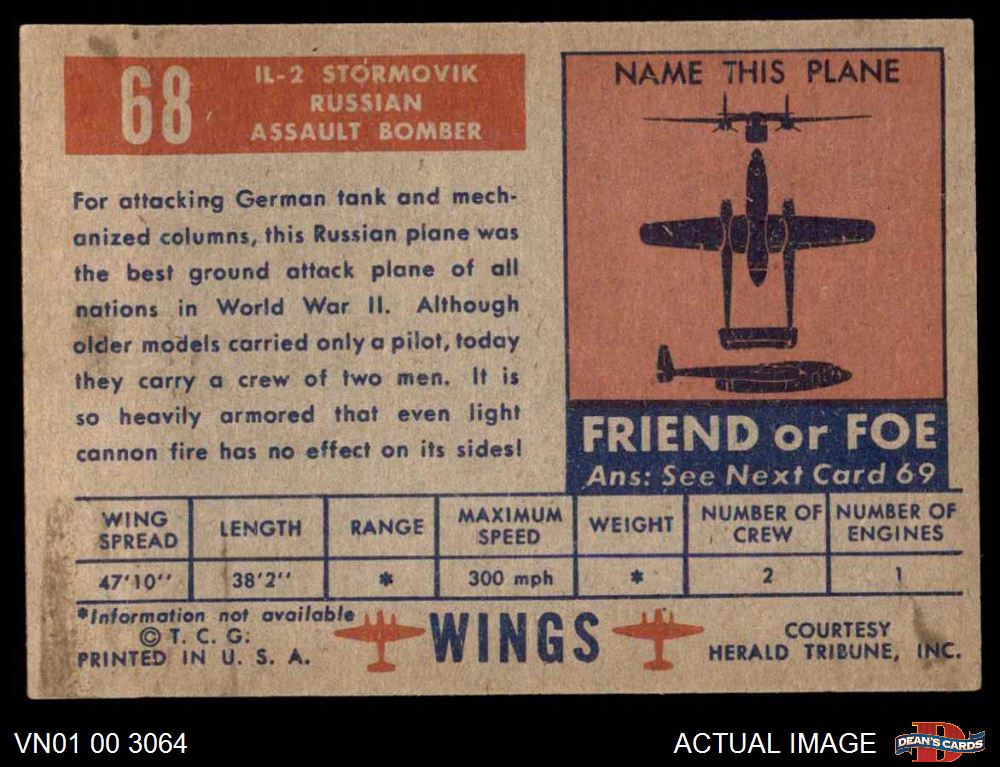 68
IL-2 STORMOVIK
RUSSIAN
ASSAULT BOMBER
For attacking German tank and mech-
anized columns, this Russian plane was
the best ground attack plane of all
nations in World War II. Although
older models carried only a pilot, today
they carry a crew of two men. It is
so heavily armored that even light
cannon fire has no effect on its sides!
NAME THIS PLANE
FRIEND or FOE
Ans: See Next Card 69
WING SPREAD
LENGTH
RANGE
MAXIMUM SPEED
WEIGHT
NUMBER OF CREW
NUMBER OF ENGINES
47'10''
38'2''
*
300 mph
*
2
1
*Information not available
© T. C. G.
PRINTED IN U. S. A.
WINGS
COURTESY
HERALD TRIBUNE, INC.
VN01 00 3064
ACTUAL IMAGE
D
DEAN'S CARDS